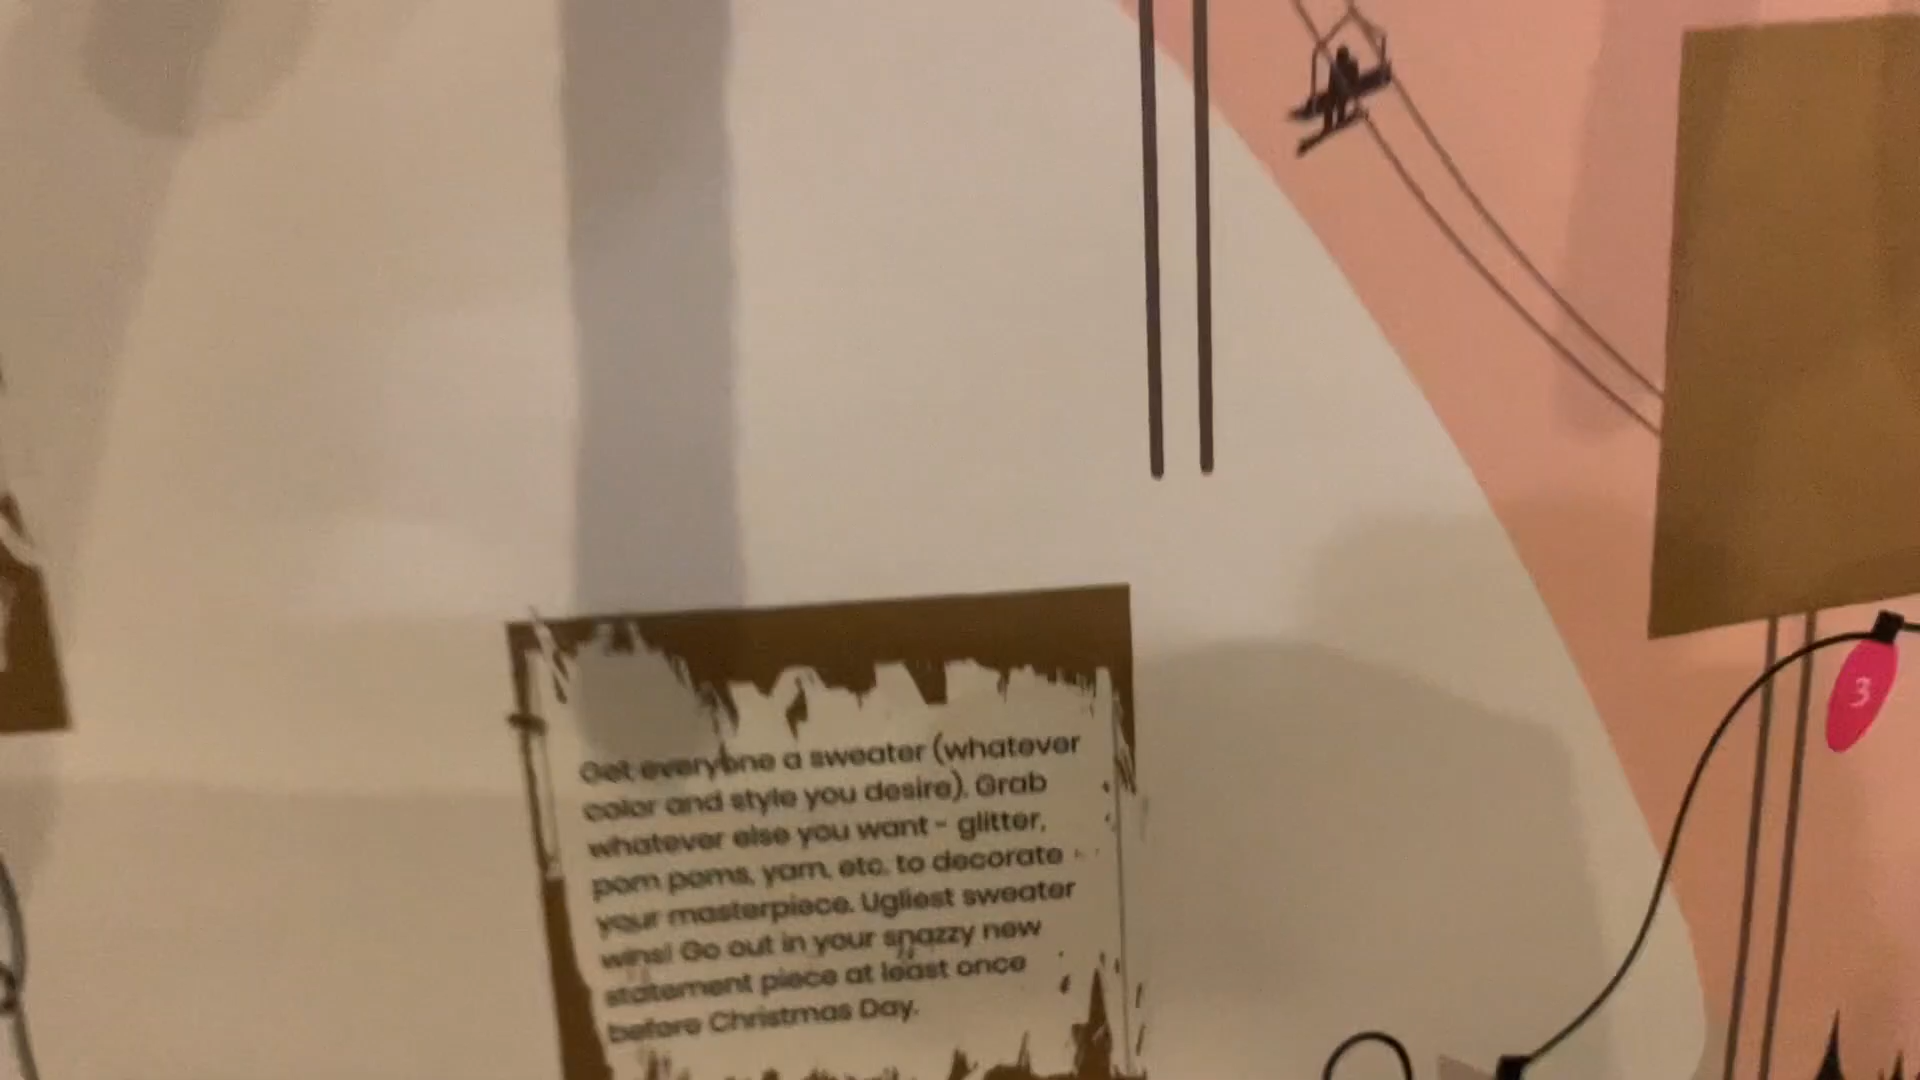 3
Get everyone a sweater (whatever
color and style you desire). Grab
whatever else you want - glitter,
pom poms, yarn, etc. to decorate
your masterpiece. Ugliest sweater
wins! Go out in your snazzy new
statement piece at least once
before Christmas Day.